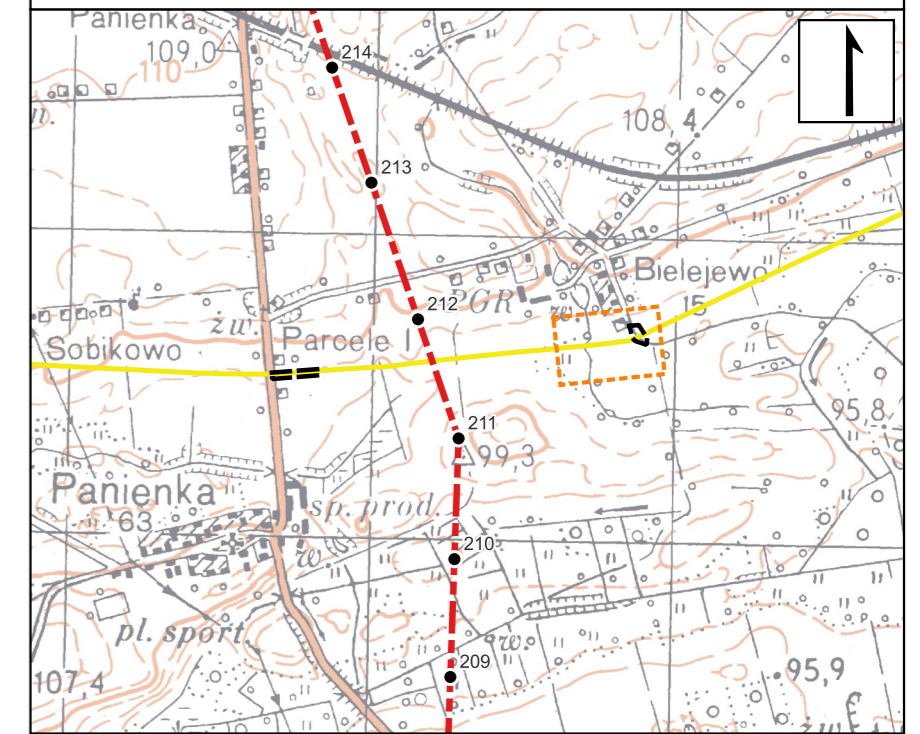 Panienka
109,0
214
110
n.
108,4
213
"Bielejewo"
PGR
15
212
w.
żw.
Parcele I
Sobikowo
95,8
211
99,3
Panienka
63
sp. prod.
210
w.
pl. sport.
w.
209
107,4
95,9
żw.